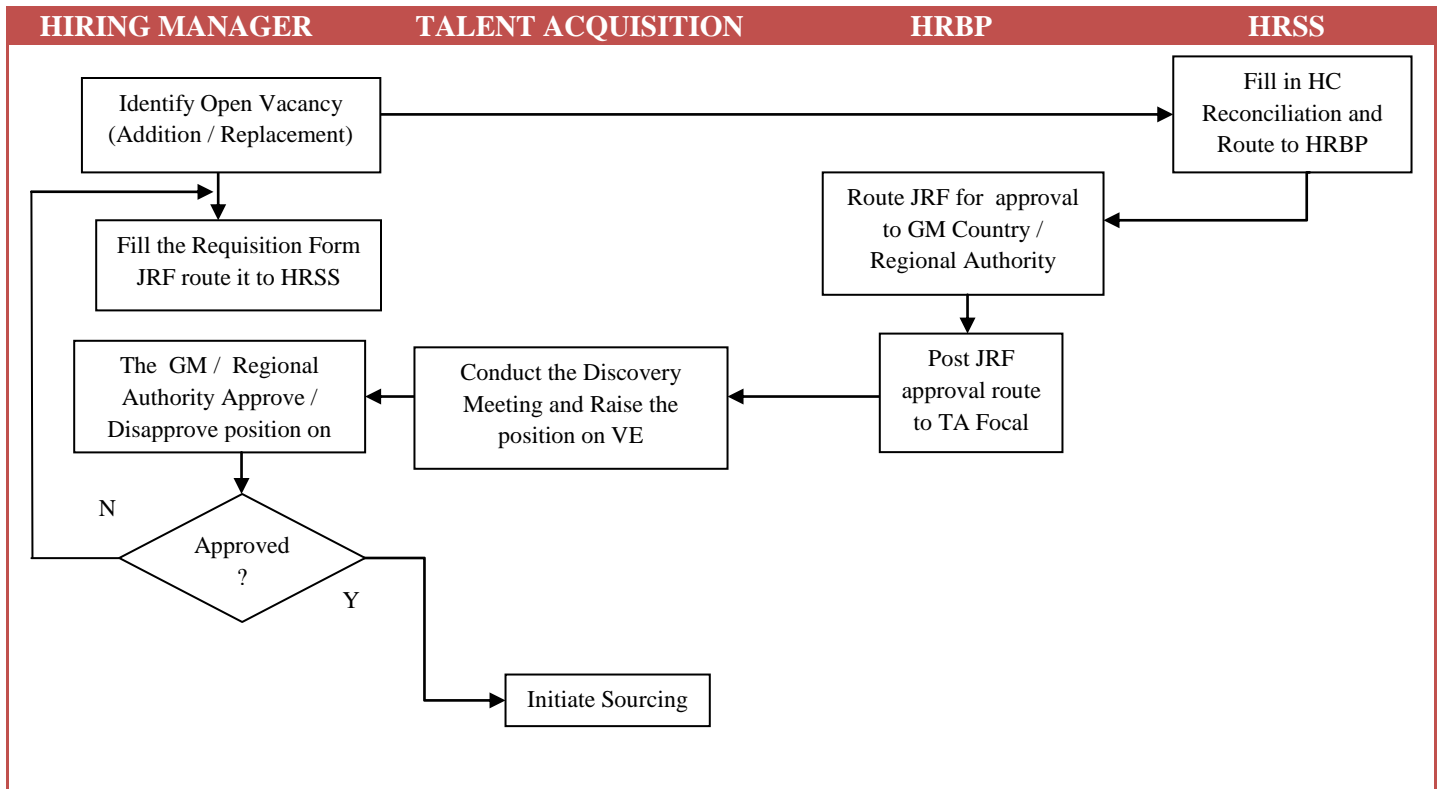 HIRING MANAGER TALENT ACQUISITION HRBP HRSS
Identify Open Vacancy
(Addition / Replacement)
Fill in HC
Reconciliation and
Route to HRBP
Route JRF for approval
to GM Country /
Regional Authority
Fill the Requisition Form
JRF route it to HRSS
The GM / Regional
Authority Approve /
Disapprove position on
Conduct the Discovery
Meeting and Raise the
position on VE
Post JRF
approval route
to TA Focal
N
Approved
?
Y
Initiate Sourcing